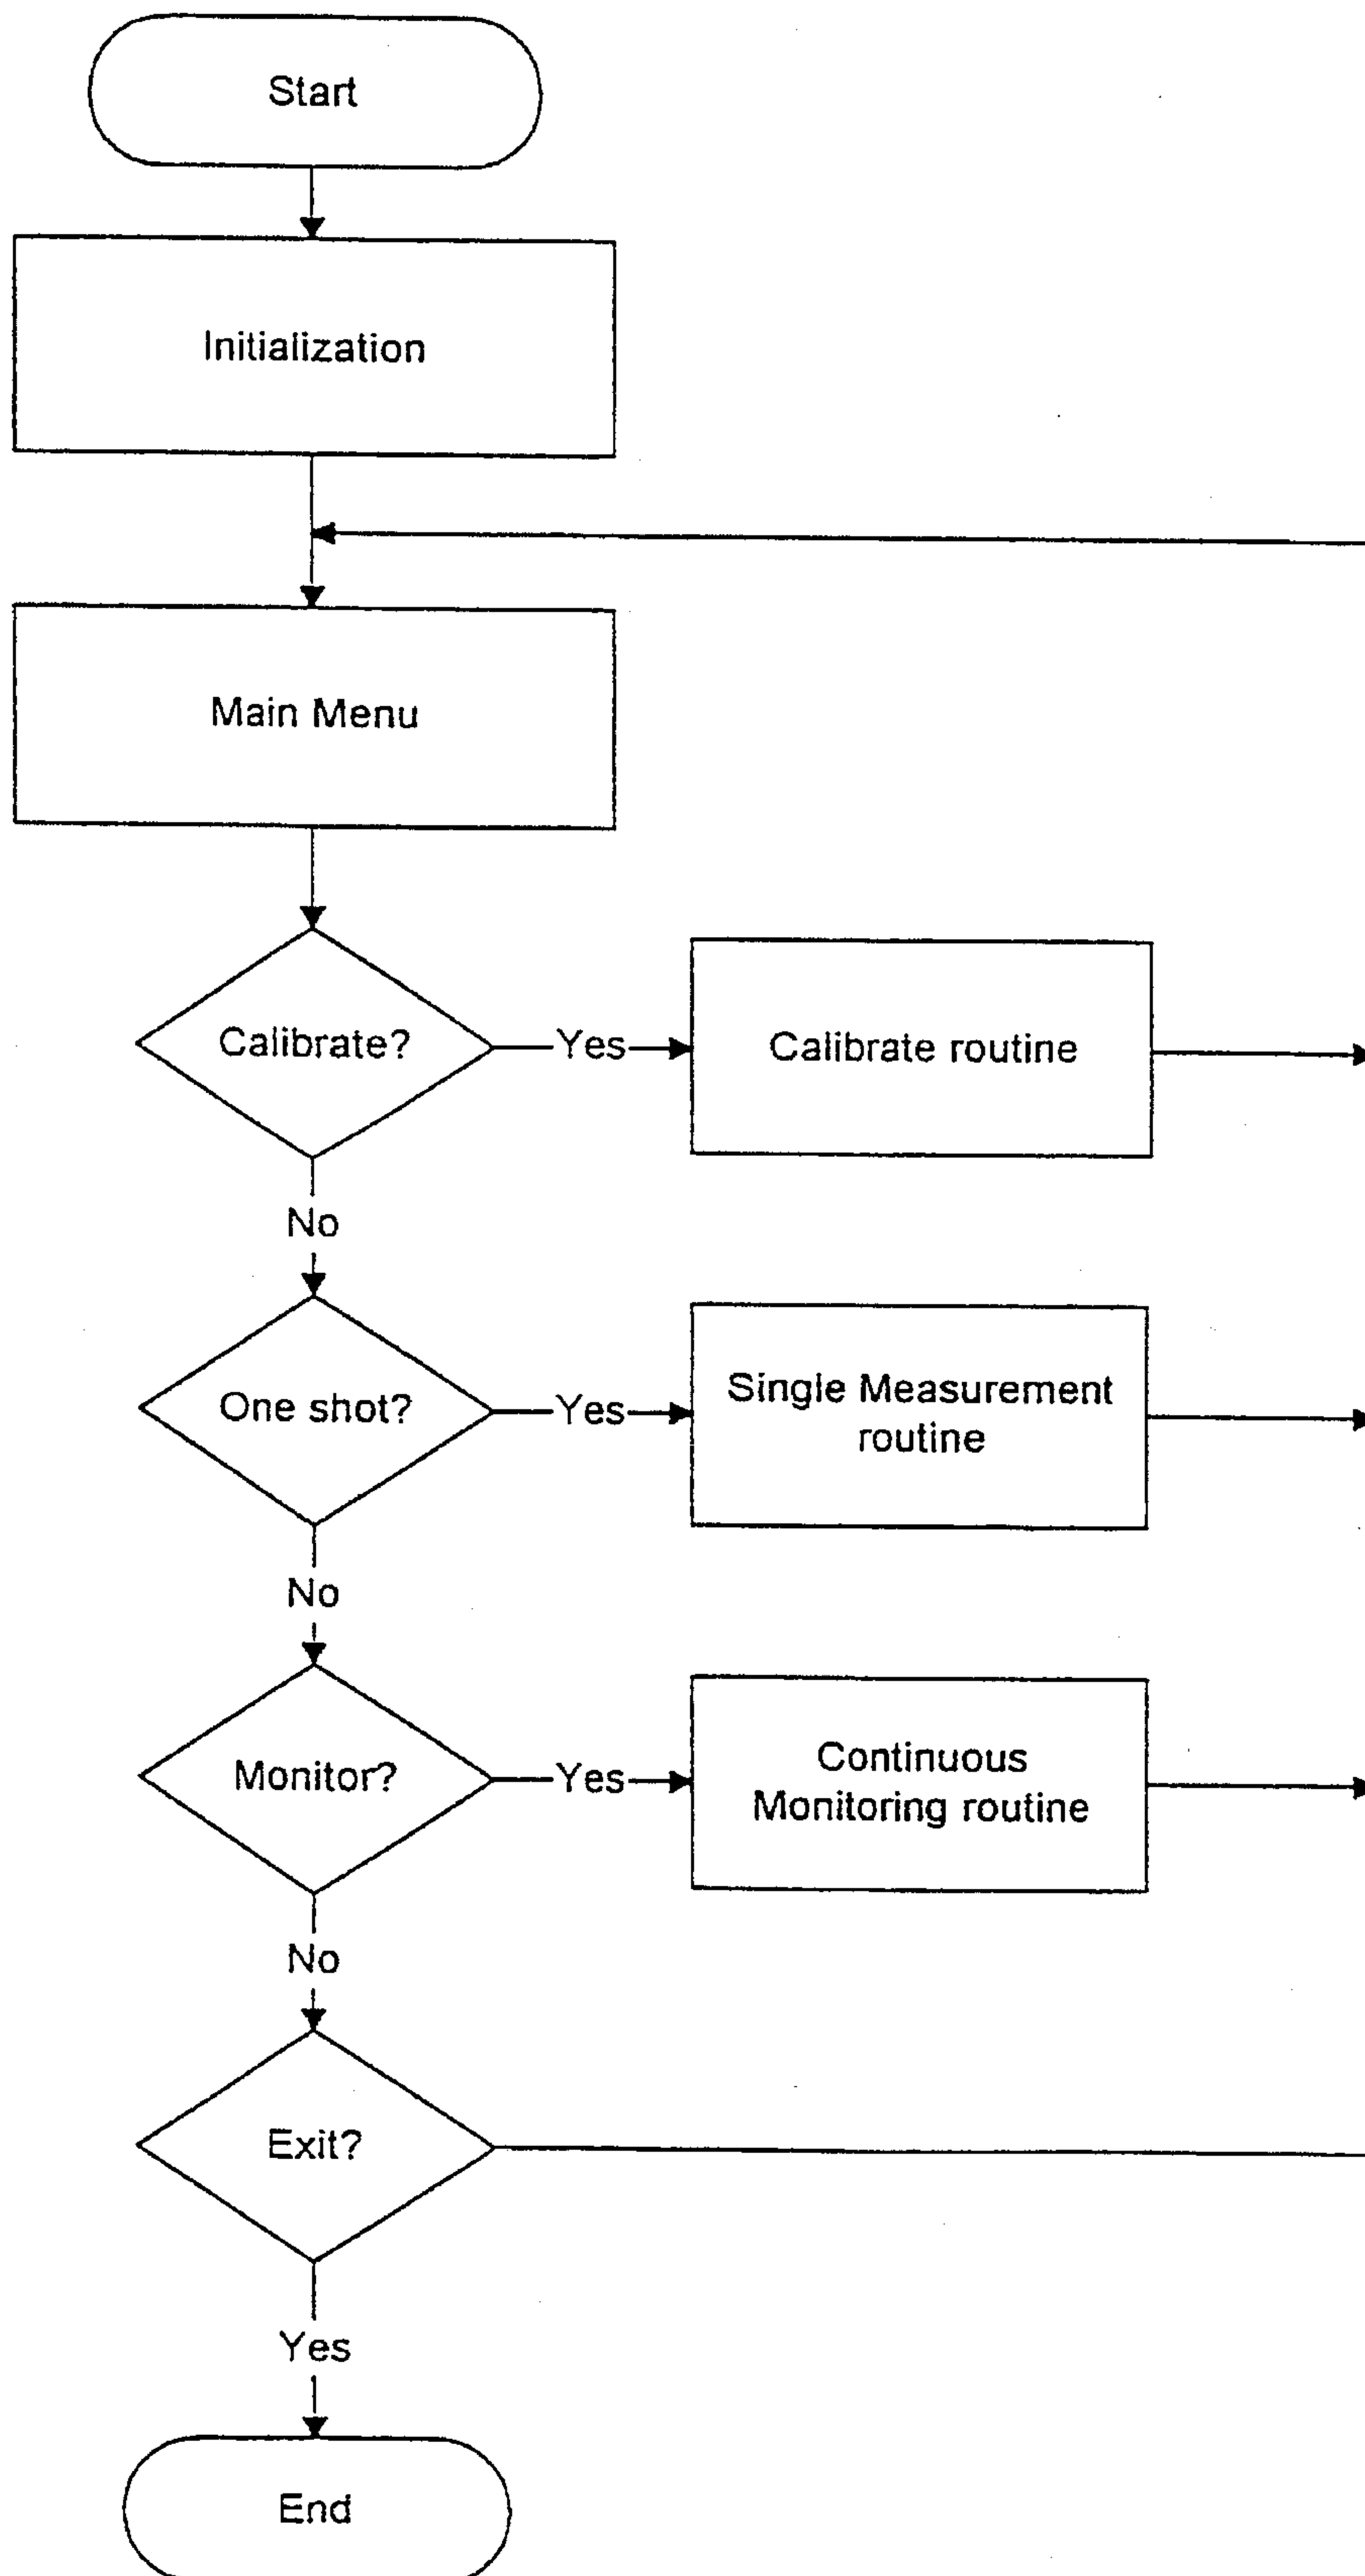 Start
Initialization
Main Menu
Calibrate?
Yes
Calibrate routine
No
One shot?
Yes
Single Measurement
routine
No
Monitor?
Yes
Continuous
Monitoring routine
No
Exit?
Yes
End